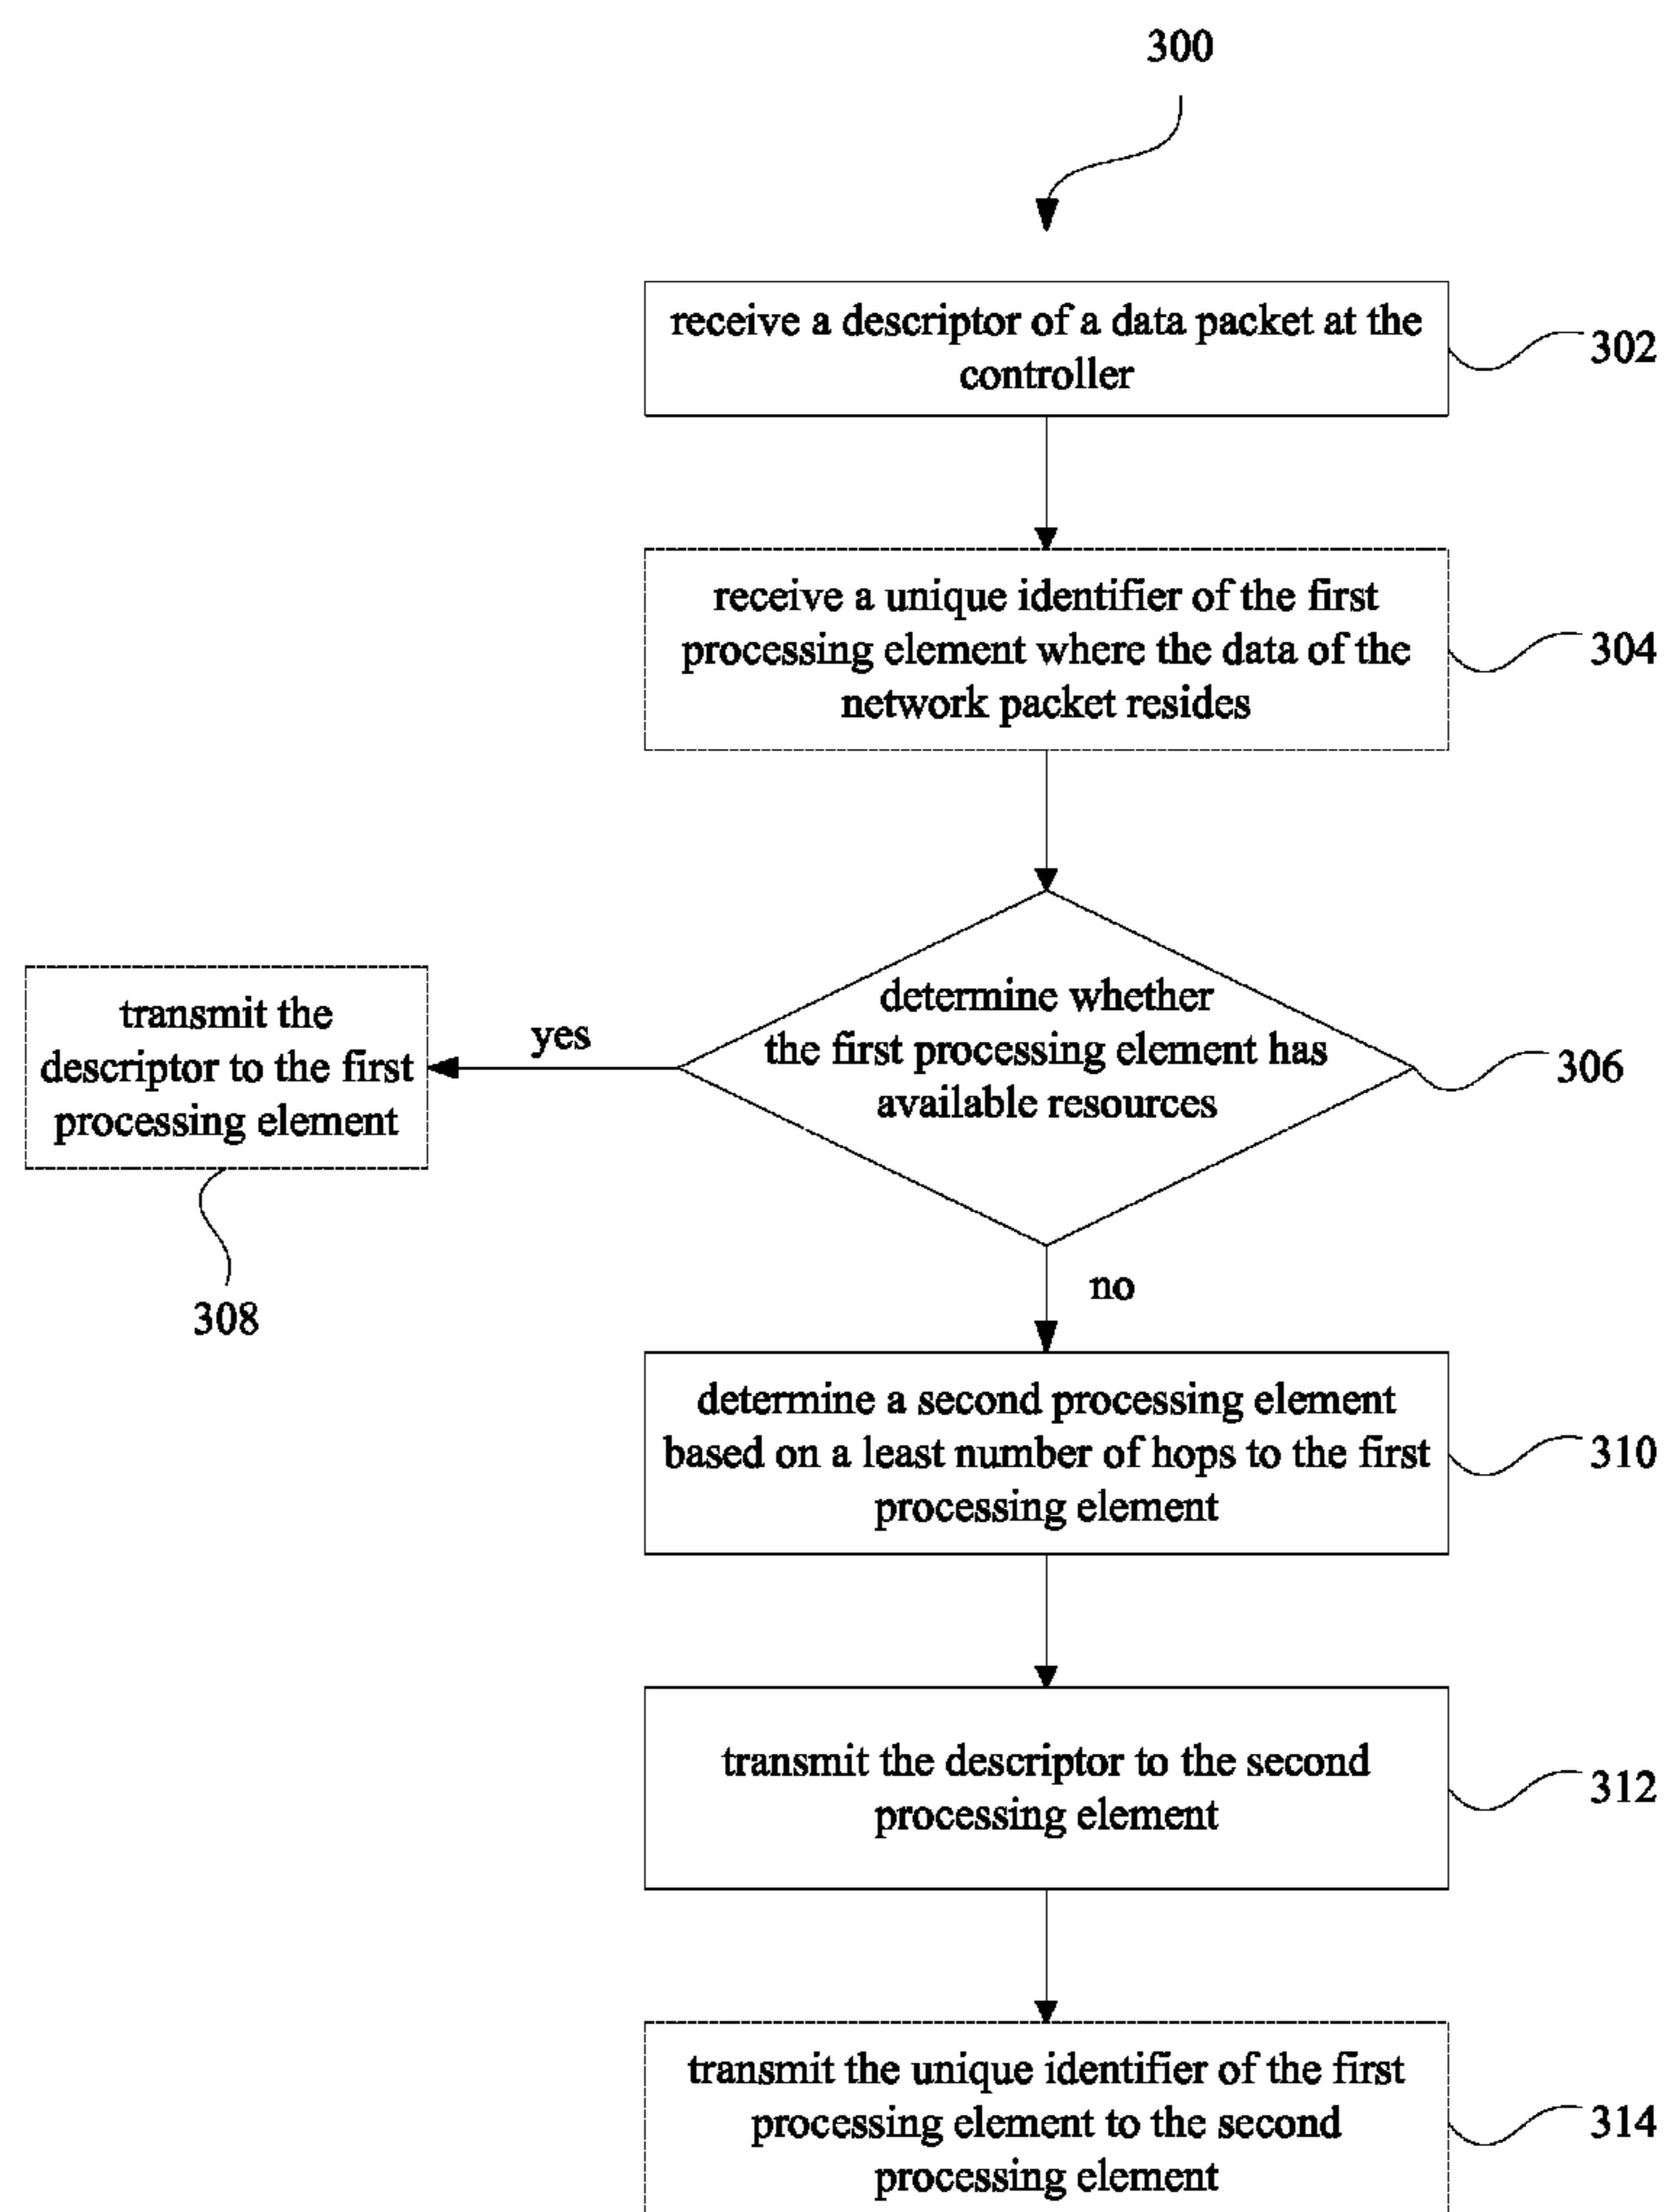 300
receive a descriptor of a data packet at the
controller
302
receive a unique identifier of the first
processing element where the data of the
network packet resides
304
determine whether
the first processing element has
available resources
306
yes
transmit the
descriptor to the first
processing element
308
no
determine a second processing element
based on a least number of hops to the first
processing element
310
transmit the descriptor to the second
processing element
312
transmit the unique identifier of the first
processing element to the second
processing element
314